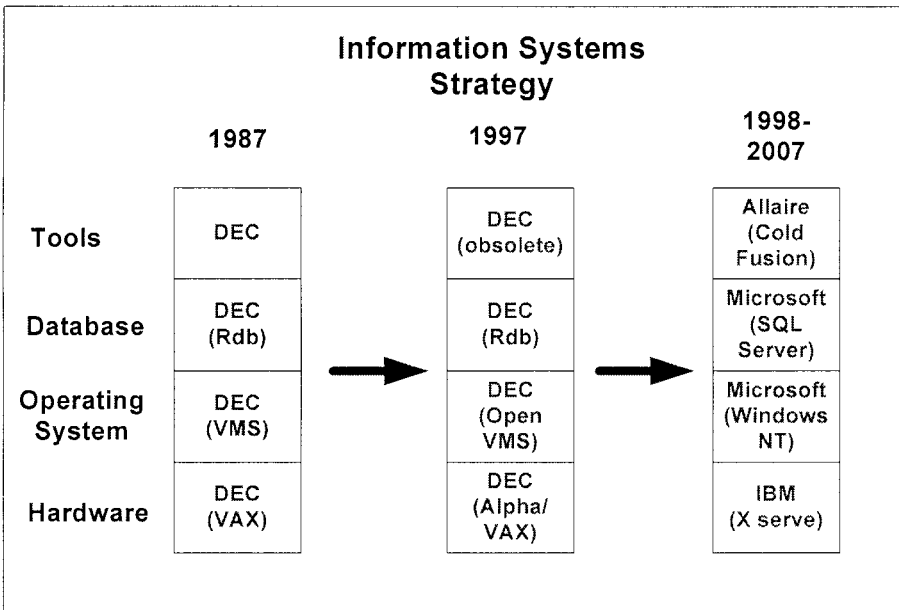 Information Systems
Strategy
1987
1997
1998-
2007
Tools
DEC
DEC
(obsolete)
Allaire
(Cold
Fusion)
Database
DEC
(Rdb)
DEC
(Rdb)
Microsoft
(SQL
Server)
Operating
System
DEC
(VMS)
DEC
(Open
VMS)
Microsoft
(Windows
NT)
Hardware
DEC
(VAX)
DEC
(Alpha/
VAX)
IBM
(X serve)